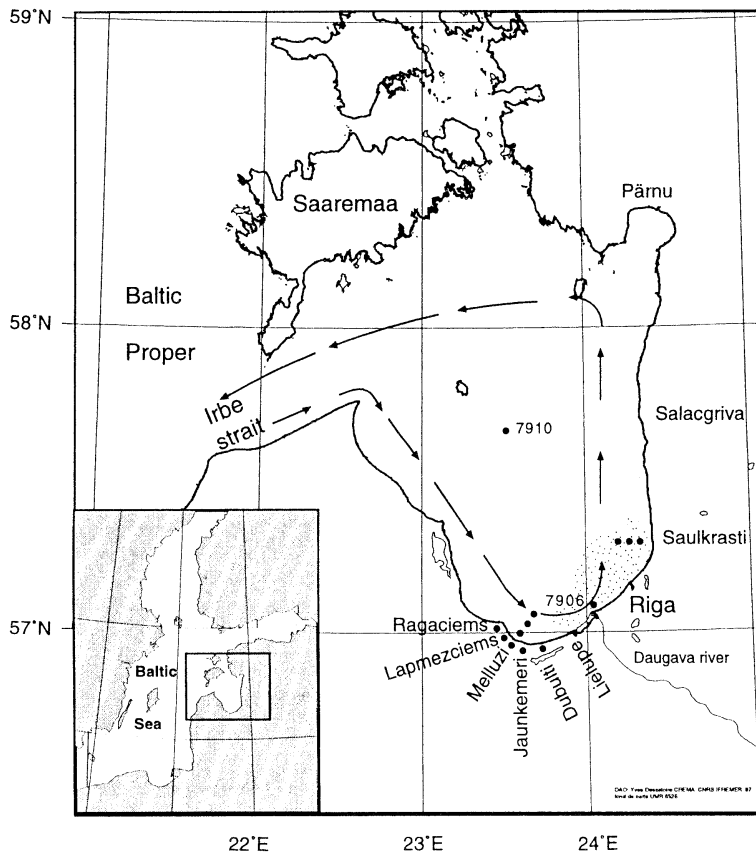 59°N
Saaremaa
Pärnu
Baltic
Proper
58°N
Irbe
strait
Salacgriva
7910
Saulkrasti
7906
Riga
Ragaciems
57°N
Lapmezciems
Melluzi
Jaunkemeri
Dubulti
Lielupe
Daugava river
Baltic
Sea
22°E
23°E
24°E